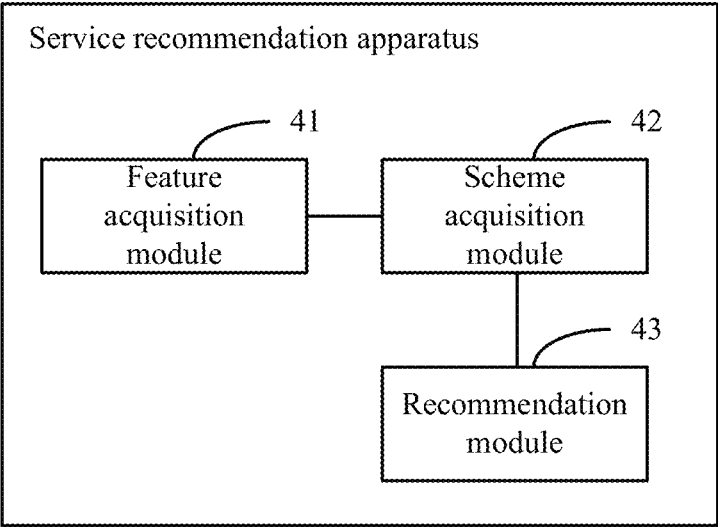 Service recommendation apparatus
41
42
Feature
acquisition
module
Scheme
acquisition
module
43
Recommendation
module